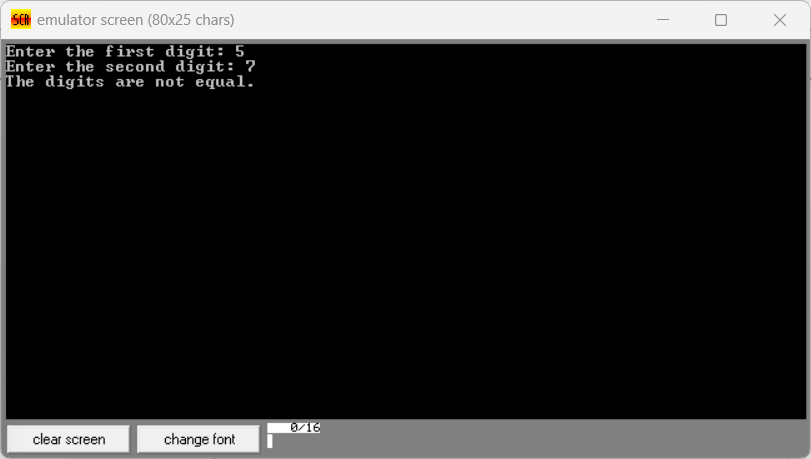 SCR emulator screen (80x25 chars)
Enter the first digit: 5
Enter the second digit: 7
The digits are not equal.
clear screen change font 0/16